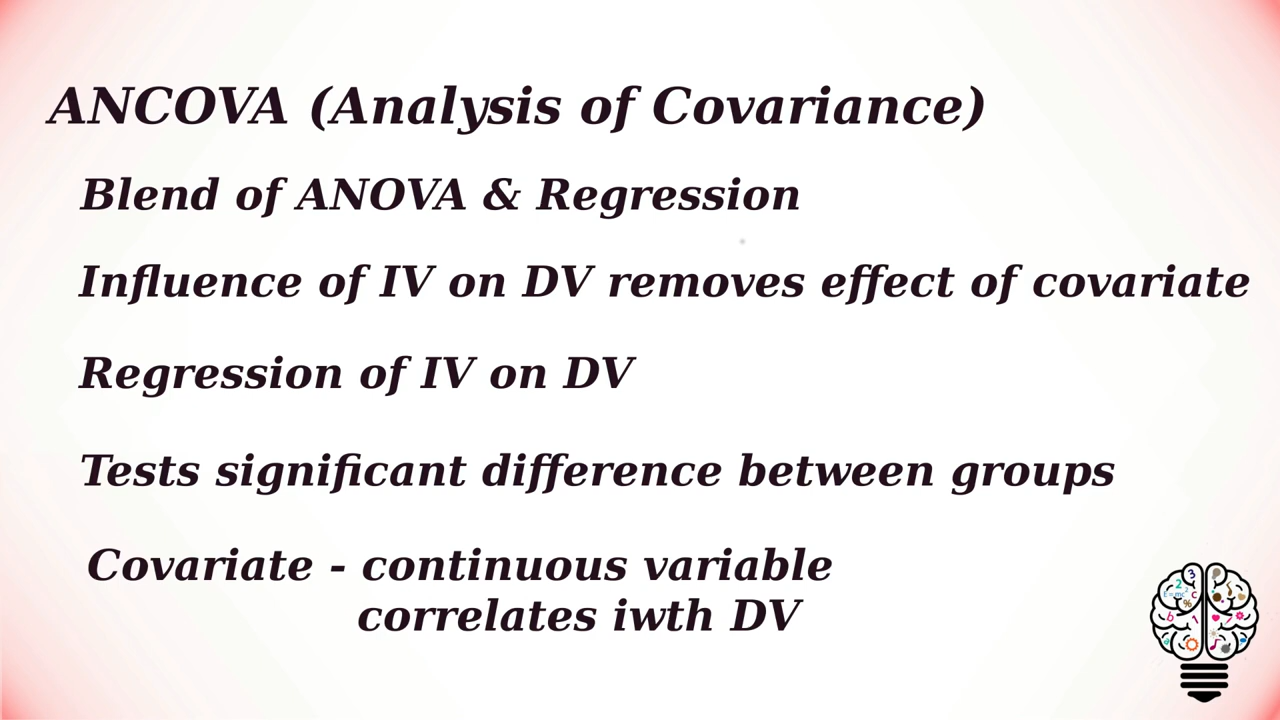 ANCOVA (Analysis of Covariance)
Blend of ANOVA & Regression
Influence of IV on DV removes effect of covariate
Regression of IV on DV
Tests significant difference between groups
Covariate - continuous variable
correlates iwth DV